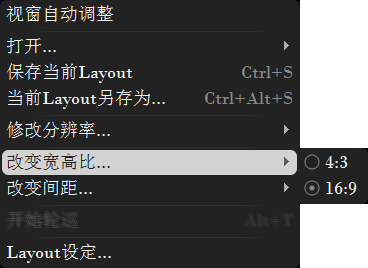 视窗自动调整
打开...
保存当前Layout Ctrl+S
当前Layout另存为... Ctrl+Alt+S
修改分辨率...
改变宽高比...
4:3
改变间距...
16:9
开始轮巡 Alt+T
Layout设定...